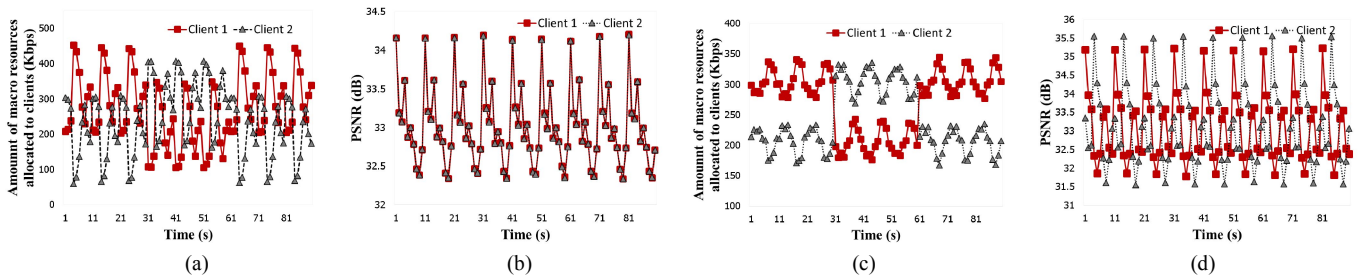 Amount of macro resources
allocated to clients (Kbps)
500
400
300
200
100
0
Client 1
Client 2
1 11 21 31 41 51 61 71 81
Time (s)
(a)
PSNR (dB)
34.5
34
33.5
33
32.5
32
Client 1
Client 2
1 11 21 31 41 51 61 71 81
Time (s)
(b)
Amount of macro resources
allocated to clients (Kbps)
400
350
300
250
200
150
100
50
0
Client 1
Client 2
1 11 21 31 41 51 61 71 81
Time (s)
(c)
PSNR (dB)
36
35.5
35
34.5
34
33.5
33
32.5
32
31.5
31
Client 1
Client 2
1 11 21 31 41 51 61 71 81
Time (s)
(d)